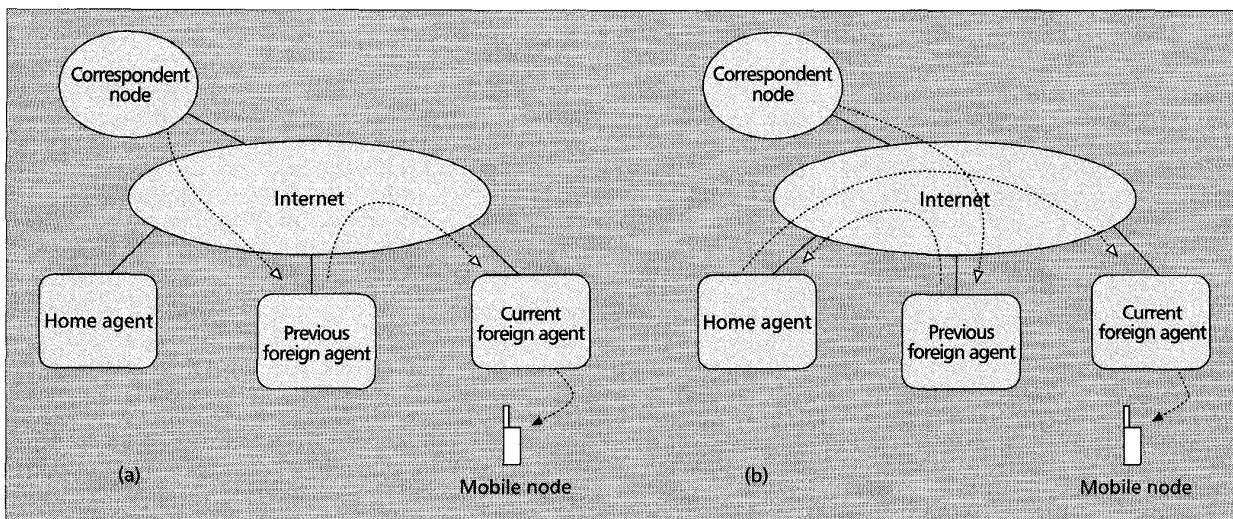 Correspondent
node
Internet
Home agent
Previous
foreign agent
Current
foreign agent
(a)
Mobile node
Correspondent
node
Internet
Home agent
Previous
foreign agent
Current
foreign agent
(b)
Mobile node